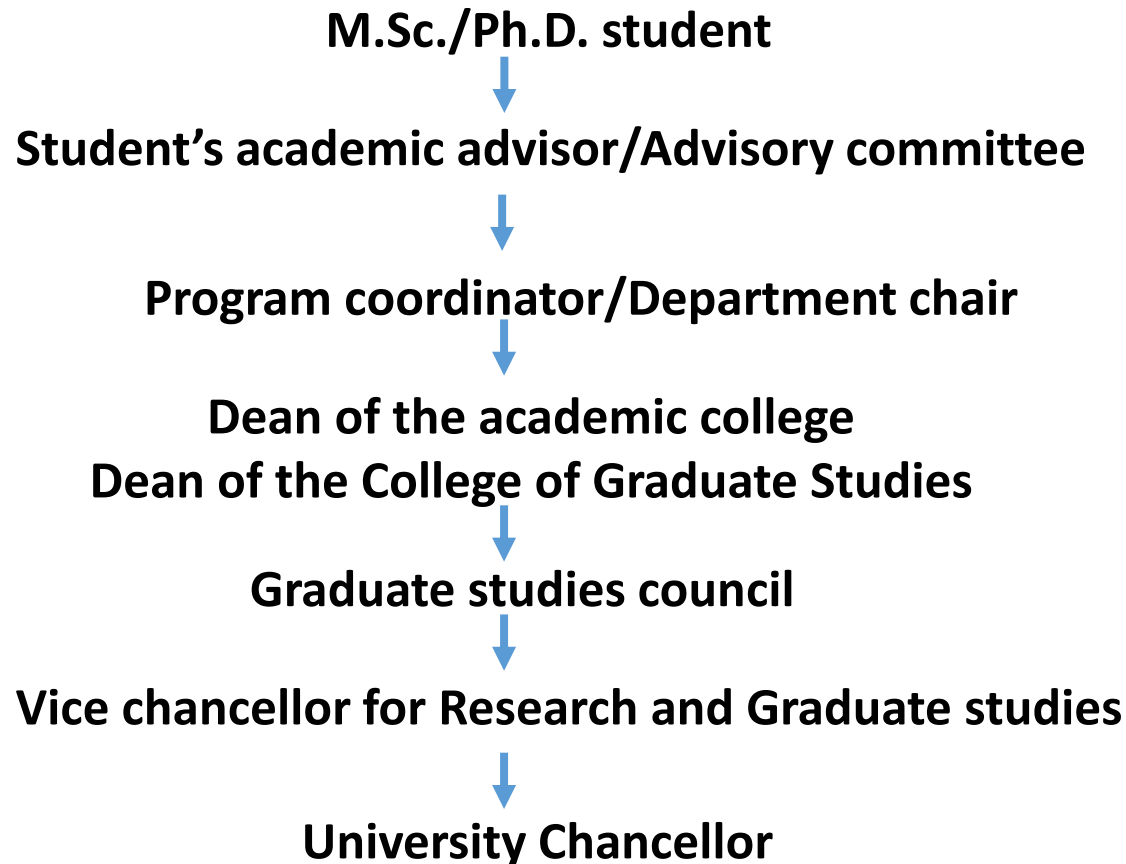 M.Sc./Ph.D. student
Student’s academic advisor/Advisory committee
Program coordinator/Department chair
Dean of the academic college
Dean of the College of Graduate Studies
Graduate studies council
Vice chancellor for Research and Graduate studies
University Chancellor